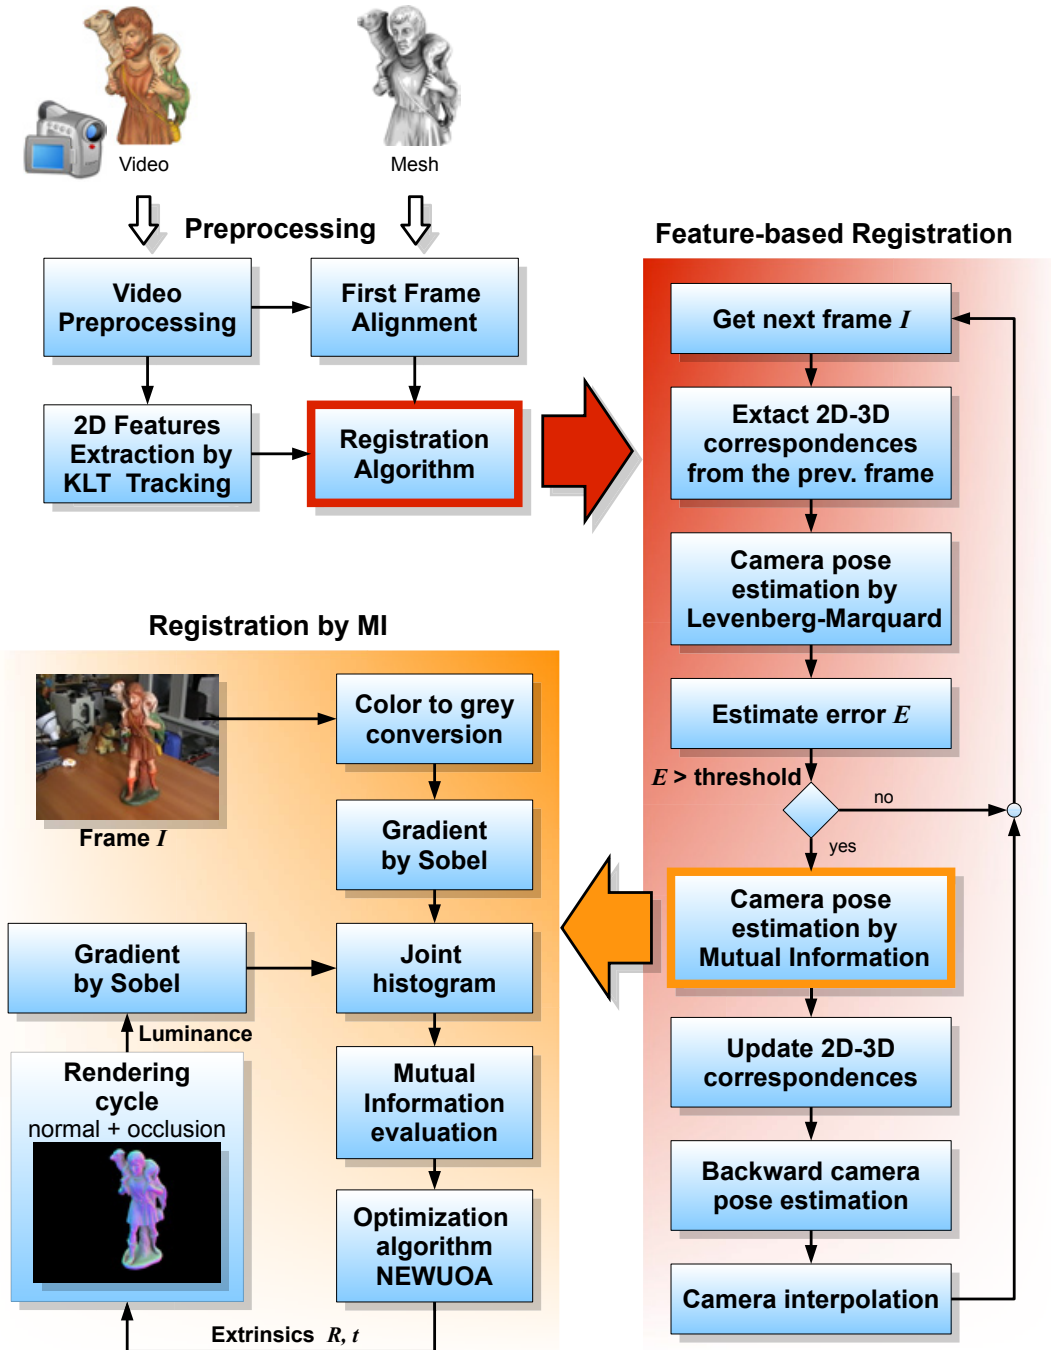 Video
Mesh
Preprocessing
Video
Preprocessing
First Frame
Alignment
2D Features
Extraction by
KLT Tracking
Registration
Algorithm
Feature-based Registration
Get next frame I
Extact 2D-3D
correspondences
from the prev. frame
Camera pose
estimation by
Levenberg-Marquard
Estimate error E
E > threshold
no
yes
Camera pose
estimation by
Mutual Information
Update 2D-3D
correspondences
Backward camera
pose estimation
Camera interpolation
Registration by MI
Frame I
Color to grey
conversion
Gradient
by Sobel
Gradient
by Sobel
Joint
histogram
Luminance
Rendering
cycle
normal + occlusion
Mutual
Information
evaluation
Optimization
algorithm
NEWUOA
Extrinsics R, t